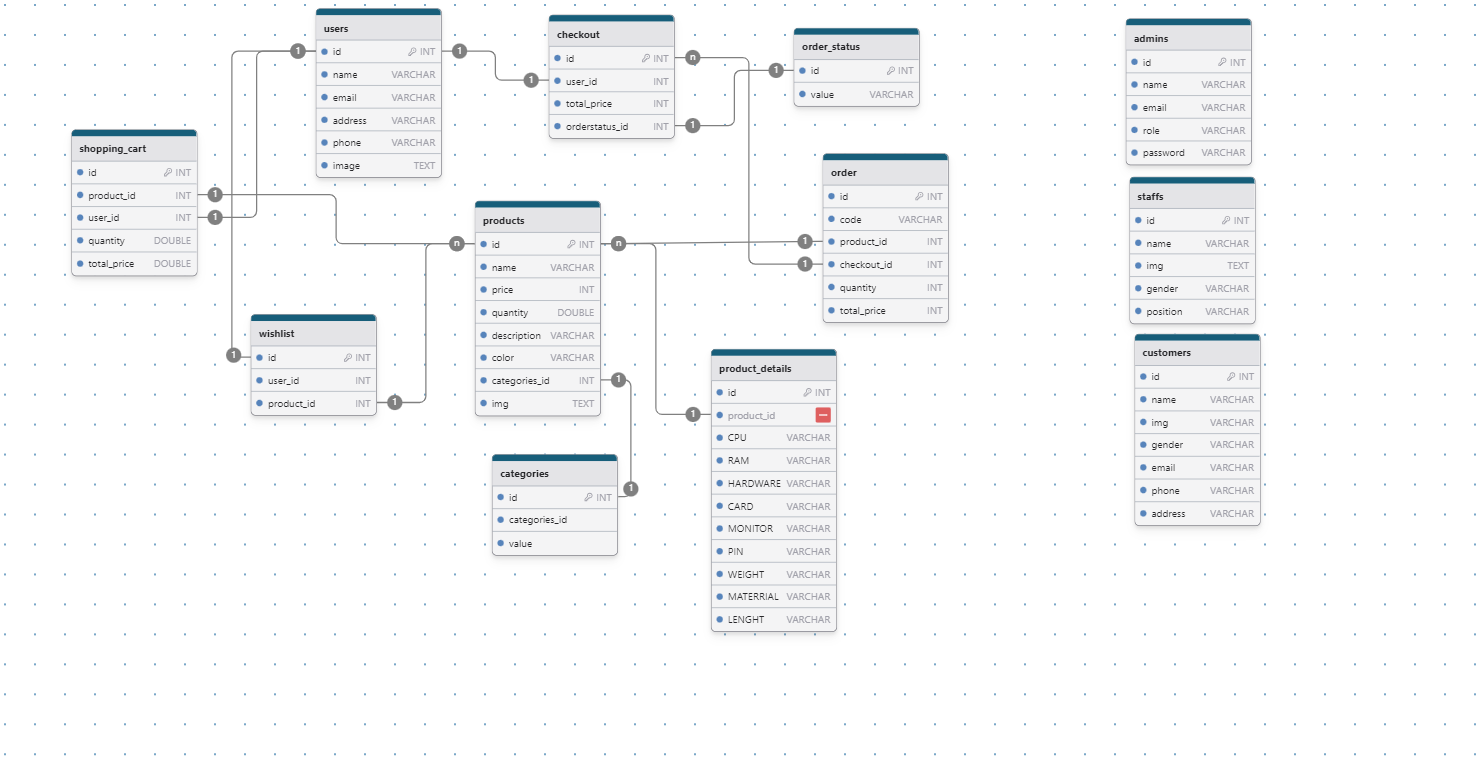 users
id INT
name VARCHAR
email VARCHAR
address VARCHAR
phone VARCHAR
image TEXT
checkout
id INT
user_id INT
total_price INT
orderstatus_id INT
order_status
id INT
value VARCHAR
admins
id INT
name VARCHAR
email VARCHAR
role VARCHAR
password VARCHAR
shopping_cart
id INT
product_id INT
user_id INT
quantity DOUBLE
total_price DOUBLE
order
id INT
code VARCHAR
product_id INT
checkout_id INT
quantity INT
total_price INT
staffs
id INT
name VARCHAR
img TEXT
gender VARCHAR
position VARCHAR
products
id INT
name VARCHAR
price INT
quantity DOUBLE
description VARCHAR
color VARCHAR
categories_id INT
img TEXT
wishlist
id INT
user_id INT
product_id INT
customers
id INT
name VARCHAR
img VARCHAR
gender VARCHAR
email VARCHAR
phone VARCHAR
address VARCHAR
product_details
id INT
product_id
CPU VARCHAR
RAM VARCHAR
HARDWARE VARCHAR
CARD VARCHAR
MONITOR VARCHAR
PIN VARCHAR
WEIGHT VARCHAR
MATERRIAL VARCHAR
LENGHT VARCHAR
categories
id INT
categories_id
value
1
1
1
n
1
1
1
1
1
n
n
1
1
1
1
1
1
1